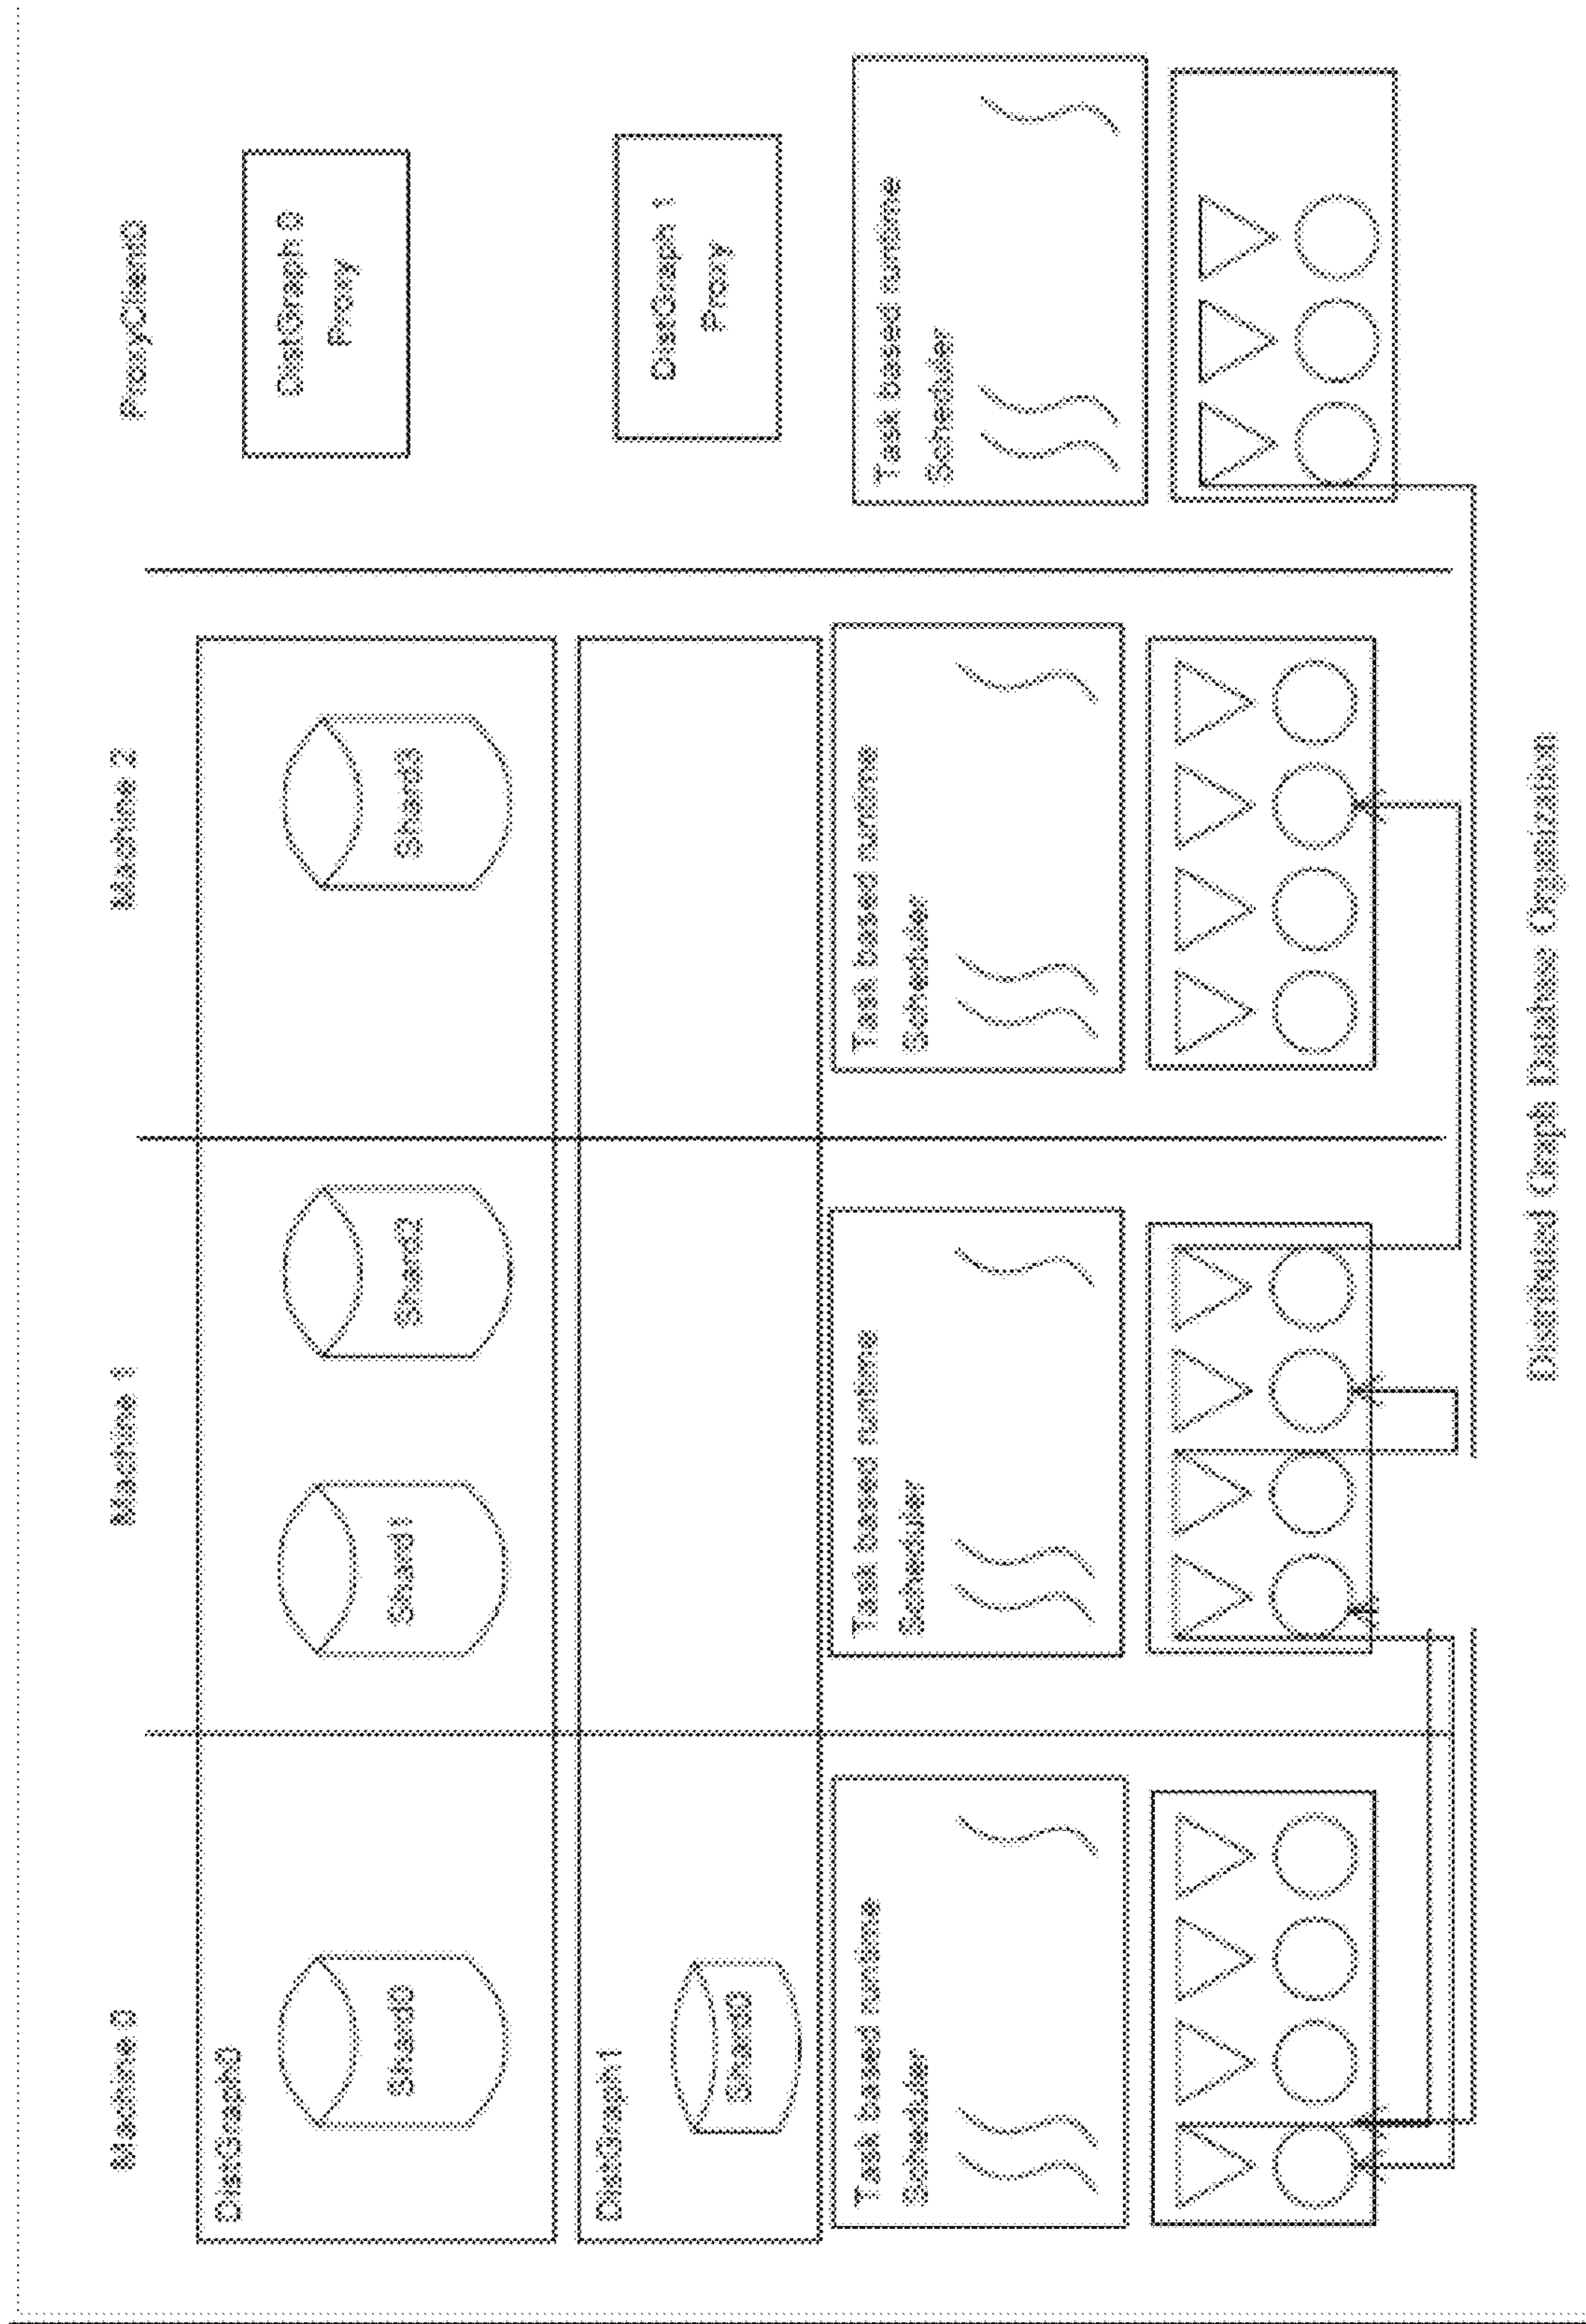 Machine 0
Machine 1
Machine 2
ProxyClient0
DistGraph0
Shard0
Shard1
Shard2
Shard3
DistGraph 0
Proxy
DistGraph1
Shard0
DistGraph 1
Proxy
Task based runtime
Scheduler
Task based runtime
Scheduler
Task based runtime
Scheduler
Task based runtime
Scheduler
Distributed Graph Databse Organization